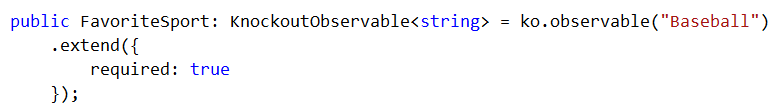 public FavoriteSport: KnockoutObservable<string> = ko.observable("Baseball")
    .extend({
        required: true
    });